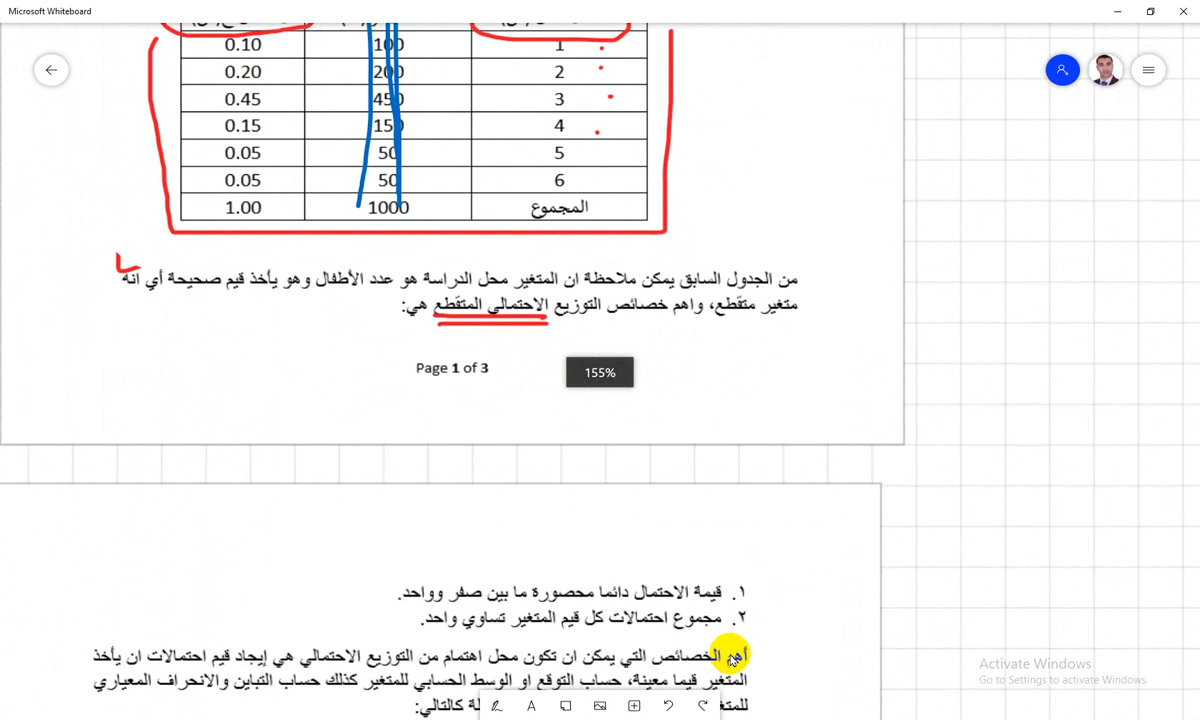 Microsoft Whiteboard
0.10 100 1
0.20 200 2
0.45 450 3
0.15 150 4
0.05 50 5
0.05 50 6
1.00 1000 المجموع
من الجدول السابق يمكن ملاحظة ان المتغير محل الدراسة هو عدد الأطفال وهو يأخذ قيم صحيحة أي انه
متغير متقطع، واهم خصائص التوزيع الاحتمالي المتقطع هي:
Page 1 of 3
155%
١. قيمة الاحتمال دائما محصورة ما بين صفر وواحد.
٢. مجموع احتمالات كل قيم المتغير تساوي واحد.
أهم الخصائص التي يمكن ان تكون محل اهتمام من التوزيع الاحتمالي هي إيجاد قيم احتمالات ان يأخذ
المتغير قيما معينة، حساب التوقع او الوسط الحسابي للمتغير كذلك حساب التباين والانحراف المعياري
كالتالي:
Activate Windows
Go to Settings to activate Windows.